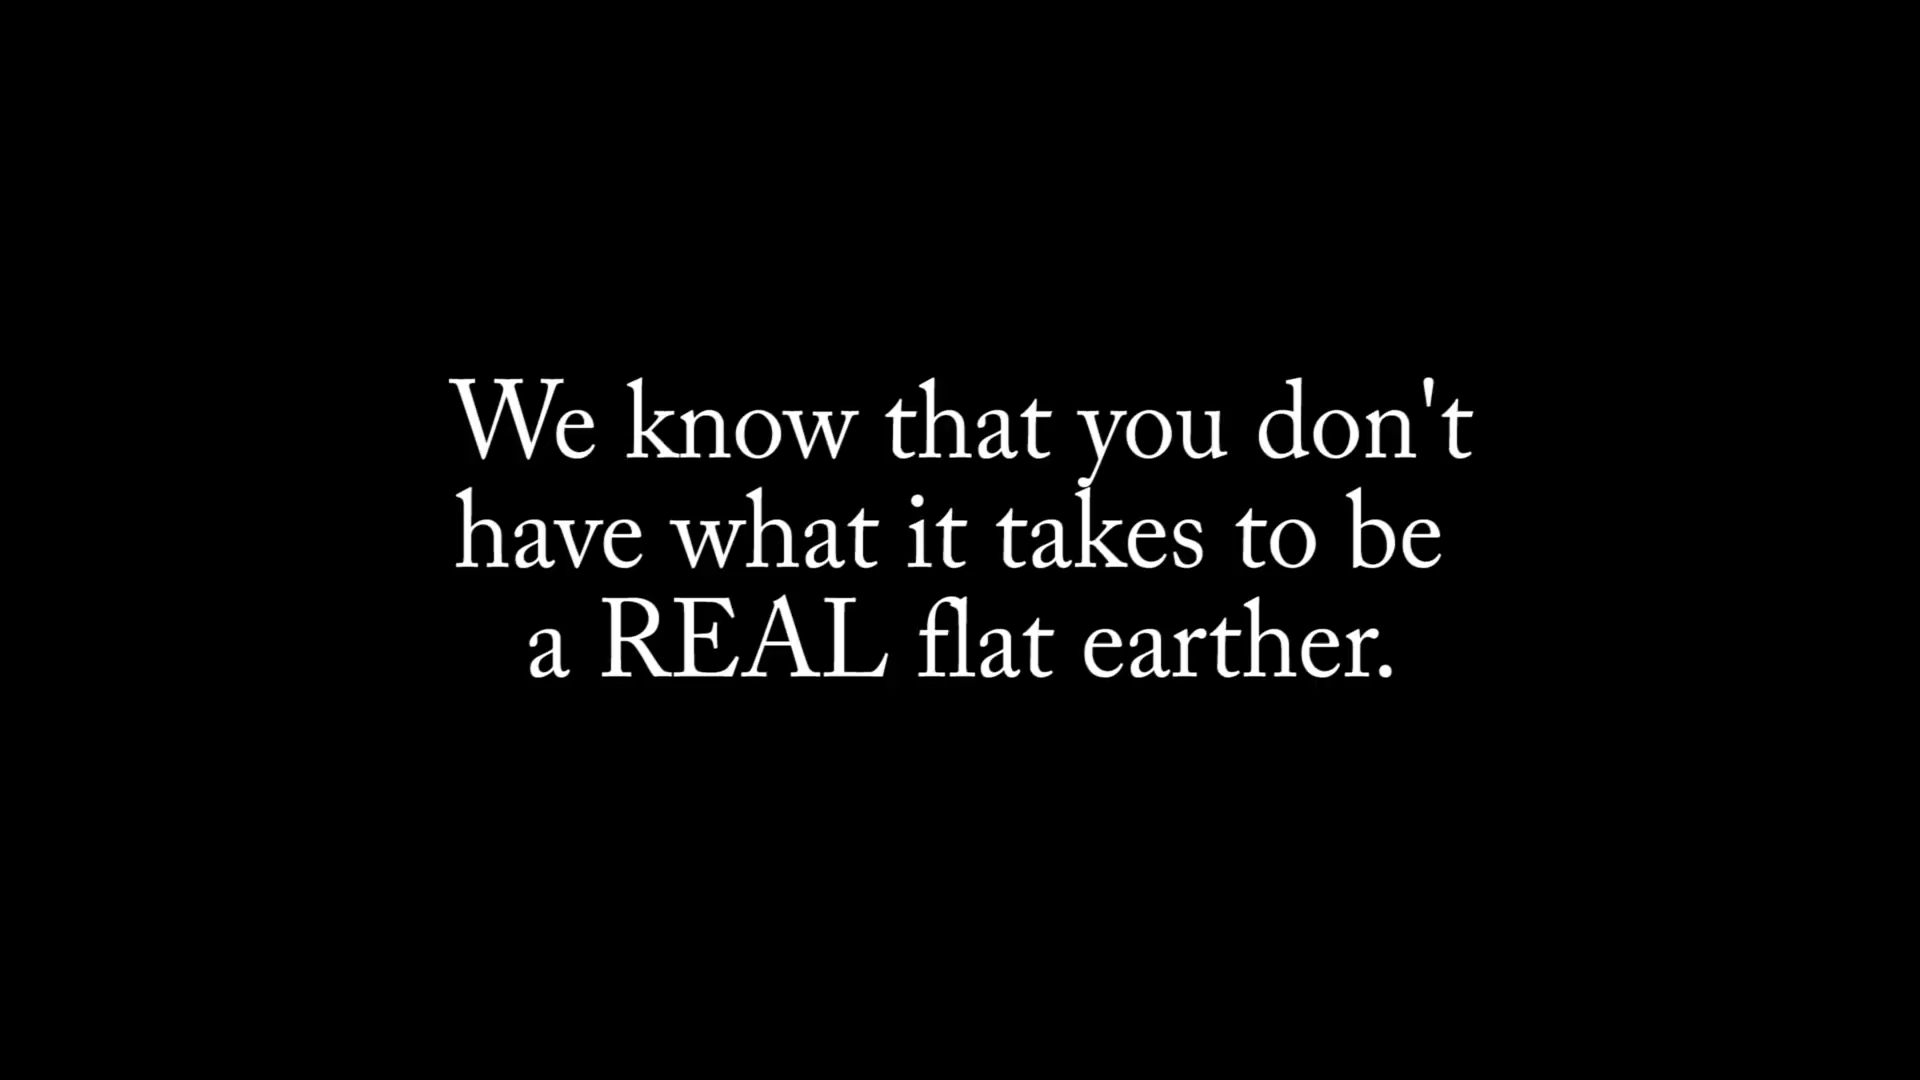 We know that you don't
have what it takes to be
a REAL flat earther.